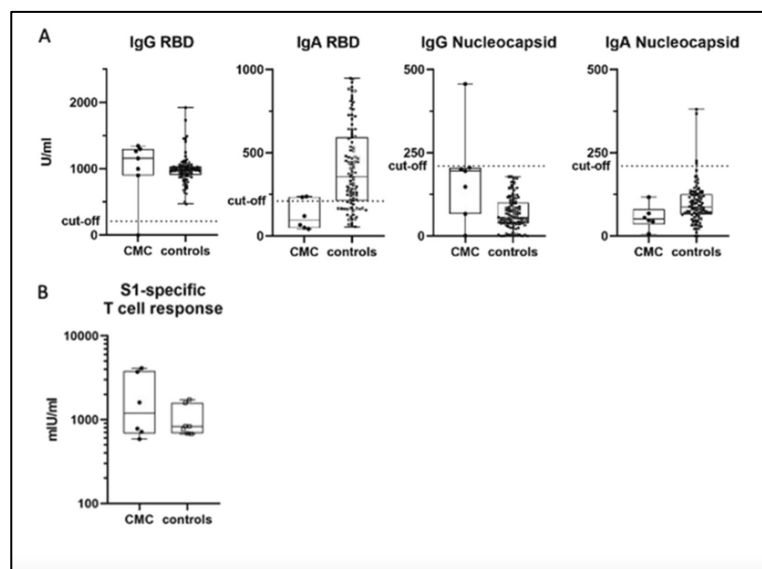 A
IgG RBD
IgA RBD
IgG Nucleocapsid
IgA Nucleocapsid
U/ml
2000
1000
0
cut-off
CMC controls
1000
500
0
cut-off
CMC controls
500
250
0
cut-off
CMC controls
500
250
0
cut-off
CMC controls
B
S1-specific
T cell response
mIU/ml
10000
1000
100
CMC controls